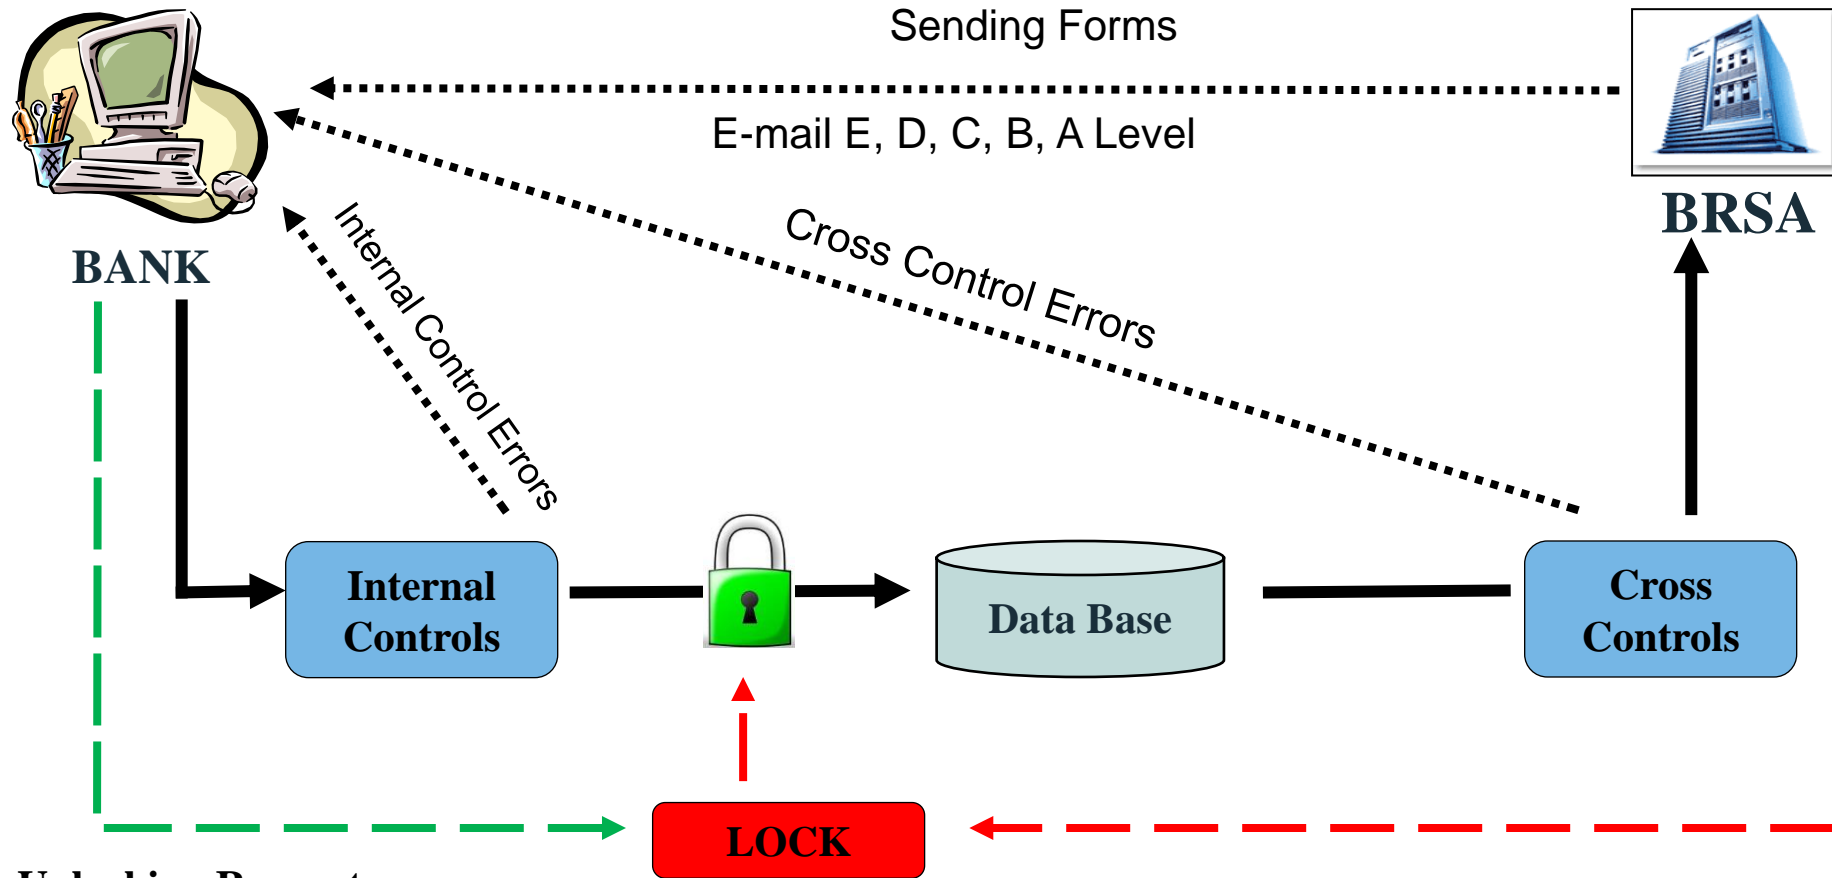 Sending Forms
E-mail E, D, C, B, A Level
BRSA
BANK
Internal Control Errors
Cross Control Errors
Internal
Controls
Data Base
Cross
Controls
LOCK